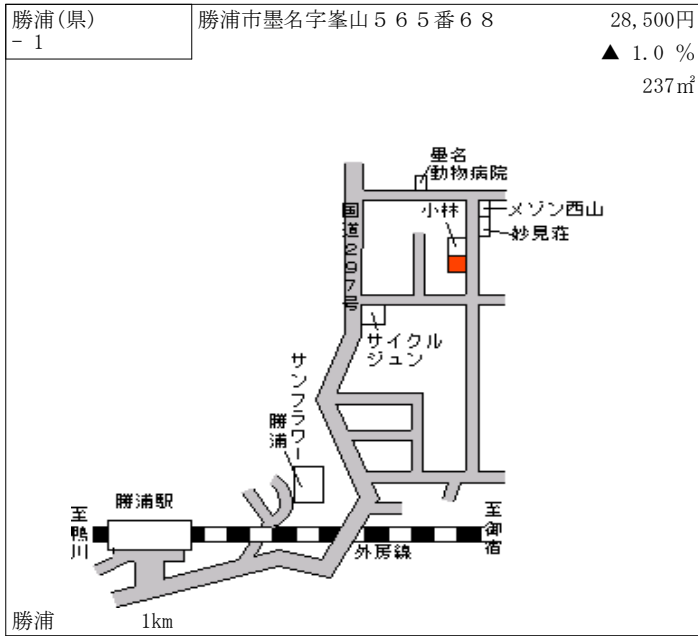 勝浦(県)
- 1
勝浦市墨名字峯山５６５番６８
28,500円
▲ 1.0 %
237㎡
墨名
動物病院
国道297号
小林
メゾン西山
妙見荘
サイクル
ジュン
サンフラワー
勝浦
勝浦駅
至鴨川
至御宿
外房線
勝浦
1km